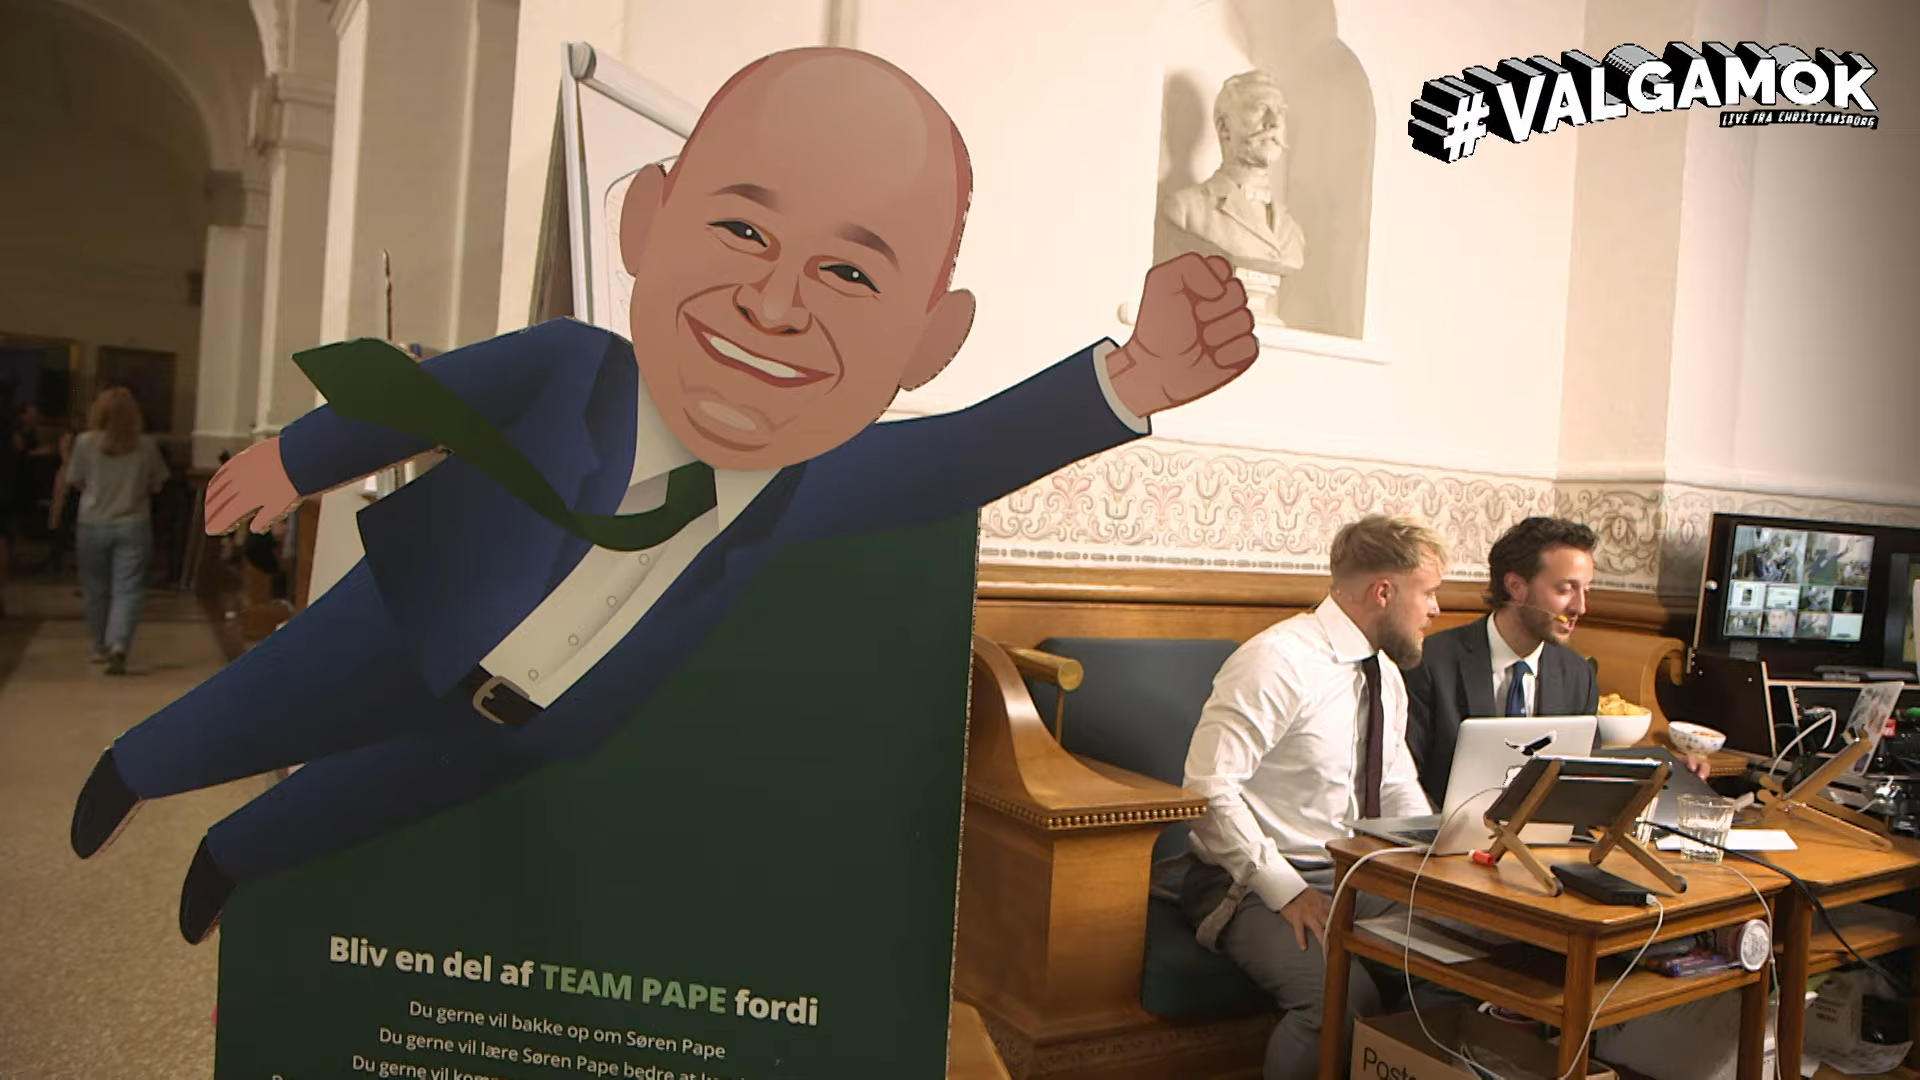 #VALGAMOK
LIVE FRA CHRISTIANSBORG
Bliv en del af TEAM PAPE fordi
Du gerne vil bakke op om Søren Pape
Du gerne vil lære Søren Pape bedre at
Du gerne vil